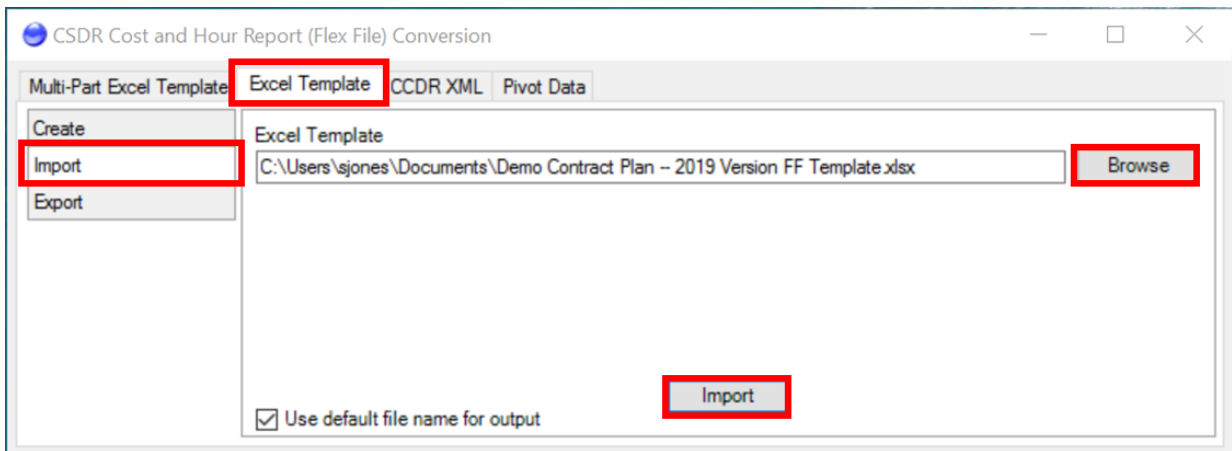 CSDR Cost and Hour Report (Flex File) Conversion
Multi-Part Excel Template Excel Template CCDR XML Pivot Data
Create
Import
Export
Excel Template
C:\Users\sjones\Documents\Demo Contract Plan -- 2019 Version FF Template.xlsx Browse
Import
Use default file name for output